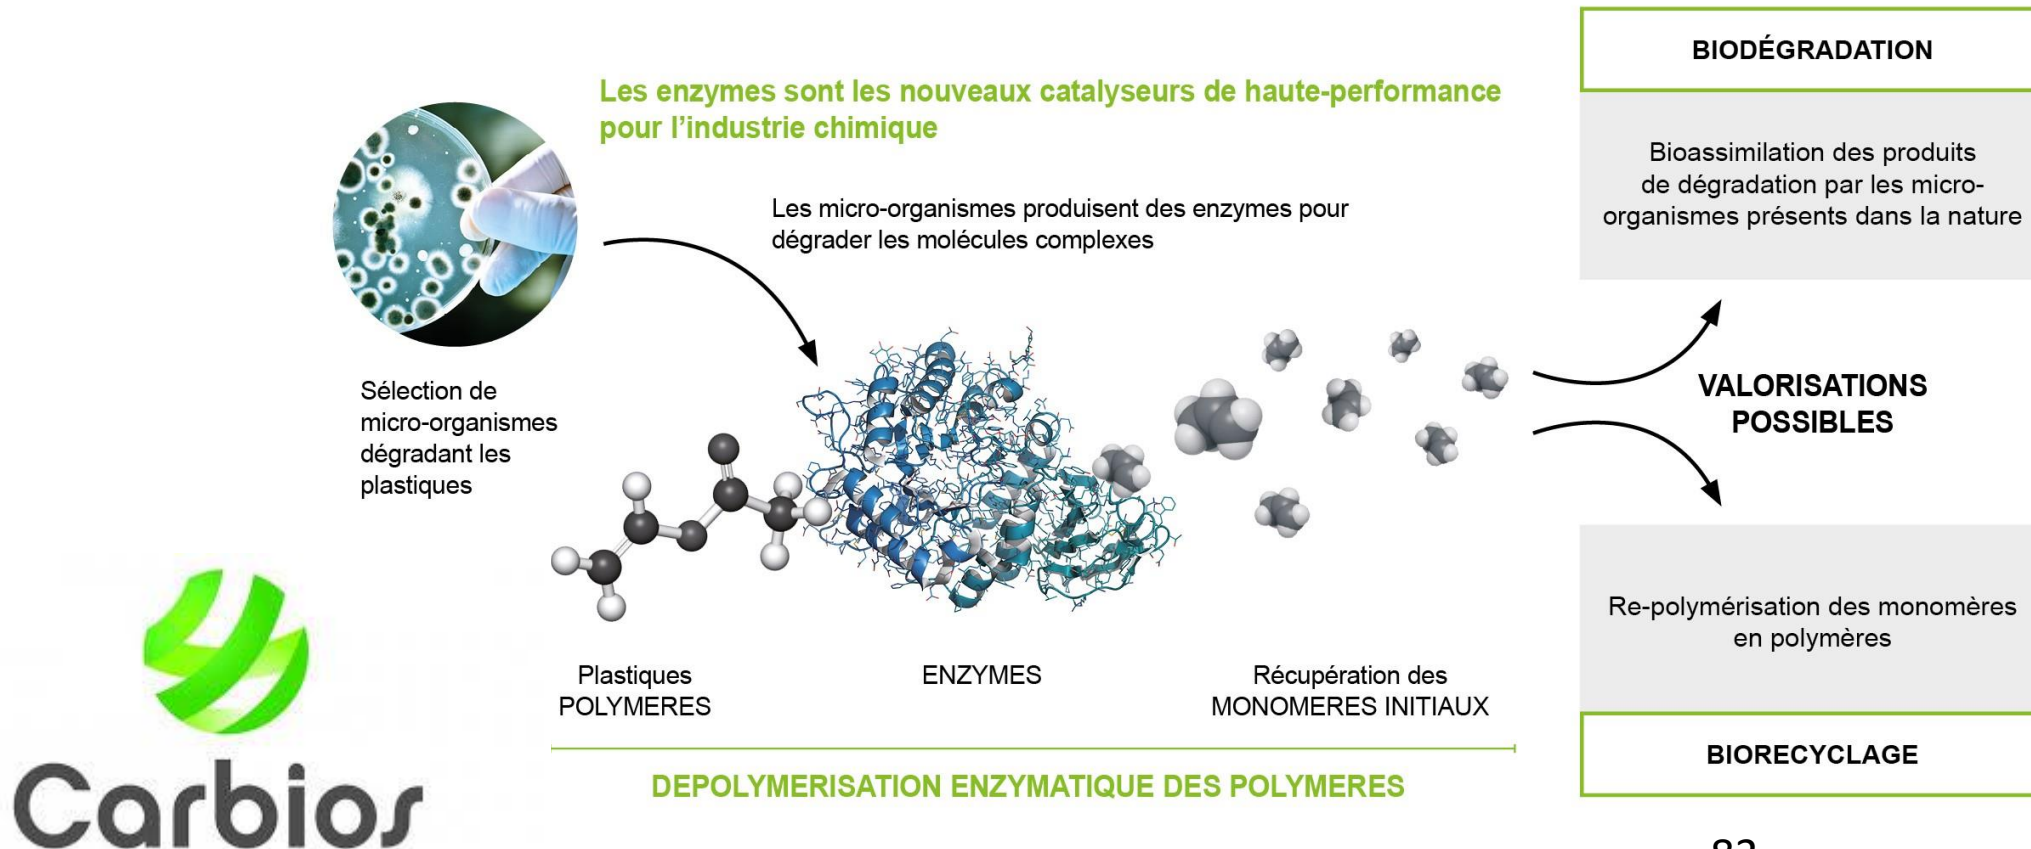 BIODÉGRADATION
Les enzymes sont les nouveaux catalyseurs de haute-performance
pour l’industrie chimique
Bioassimilation des produits
de dégradation par les micro-
organismes présents dans la nature
Les micro-organismes produisent des enzymes pour
dégrader les molécules complexes
Sélection de
micro-organismes
dégradant les
plastiques
VALORISATIONS
POSSIBLES
Re-polymérisation des monomères
en polymères
Plastiques
POLYMERES
ENZYMES
Récupération des
MONOMERES INITIAUX
BIORECYCLAGE
DEPOLYMERISATION ENZYMATIQUE DES POLYMERES
Carbios